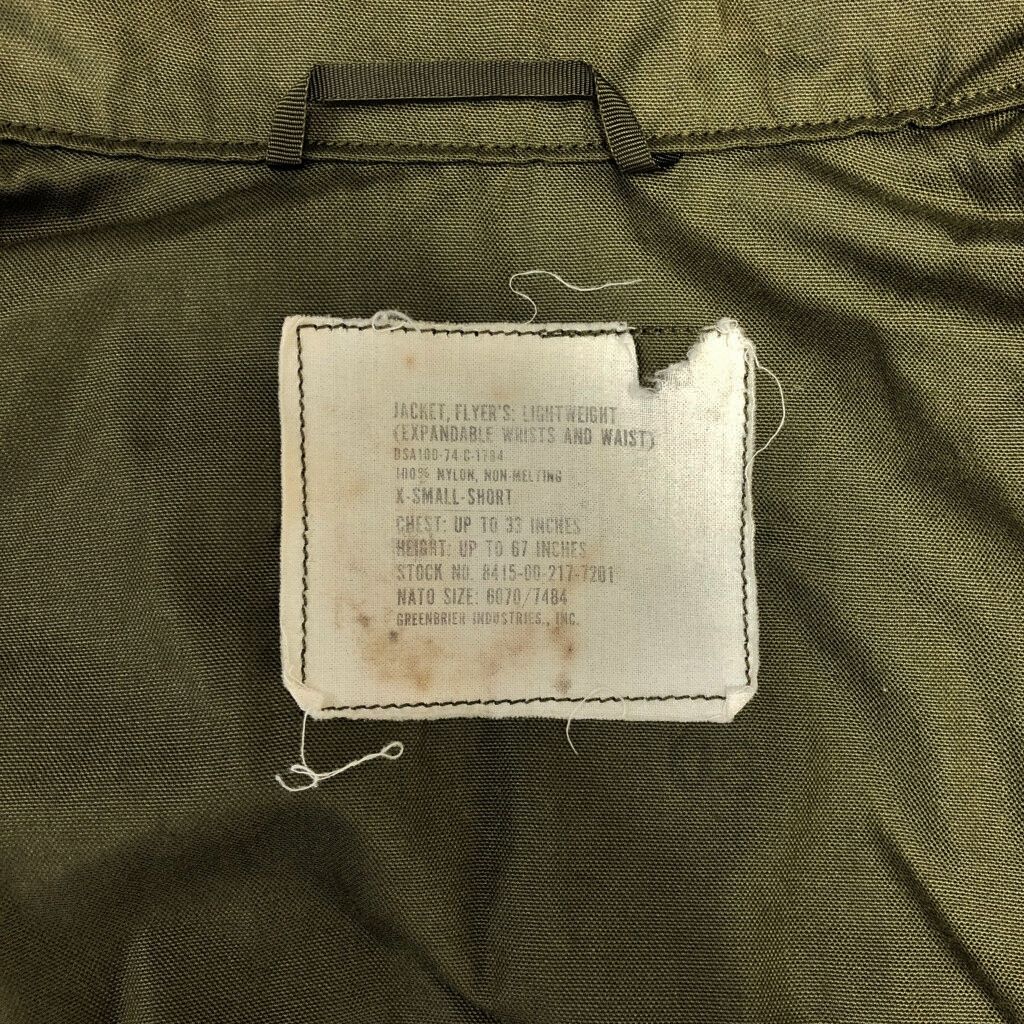 JACKET, FLYER'S: LIGHTWEIGHT
(EXPANDABLE WRISTS AND WAIST)
DSA100-74-C-1784
100% NYLON, NON-MELTING
X-SMALL-SHORT
CHEST: UP TO 33 INCHES
HEIGHT: UP TO 67 INCHES
STOCK NO. 8415-00-217-7201
NATO SIZE: 6070/7484
GREENBRIER INDUSTRIES., INC.